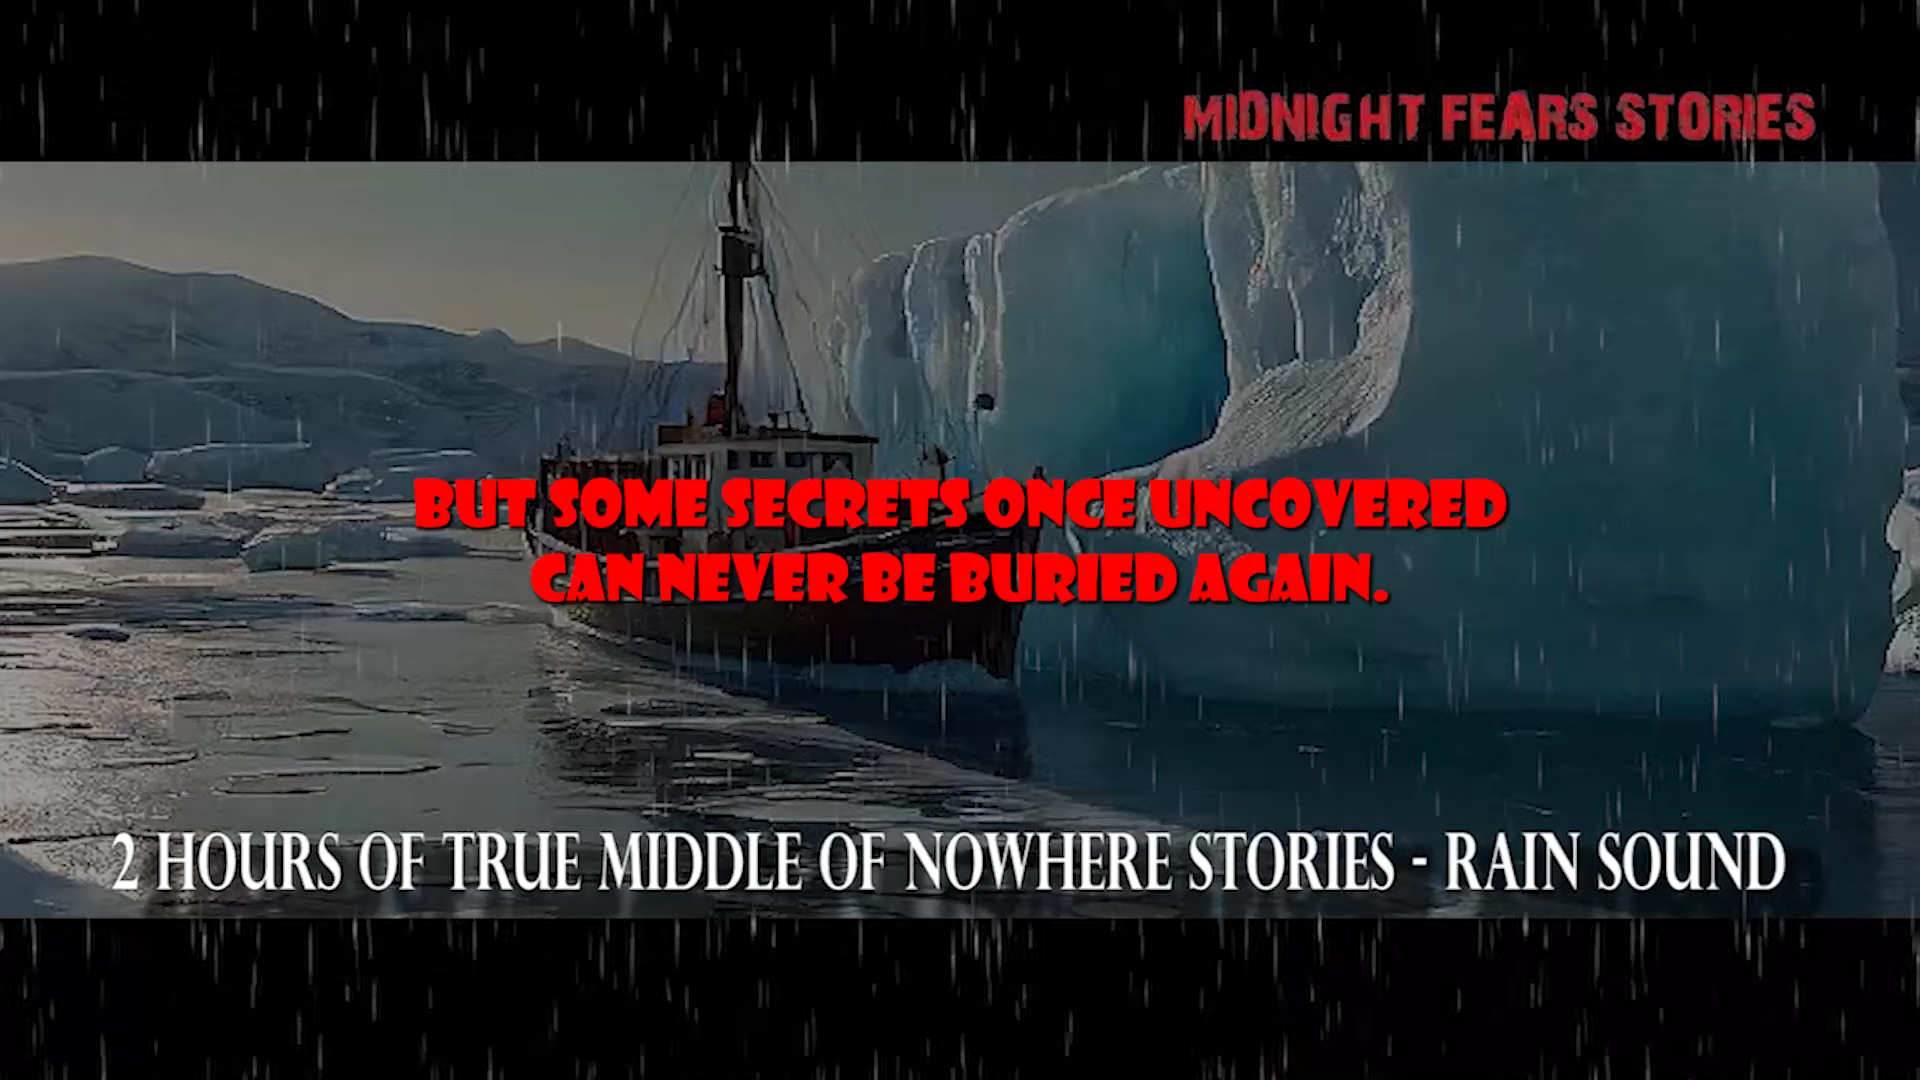 MIDNIGHT FEARS STORIES
BUT SOME SECRETS ONCE UNCOVERED
CAN NEVER BE BURIED AGAIN.
2 HOURS OF TRUE MIDDLE OF NOWHERE STORIES - RAIN SOUND